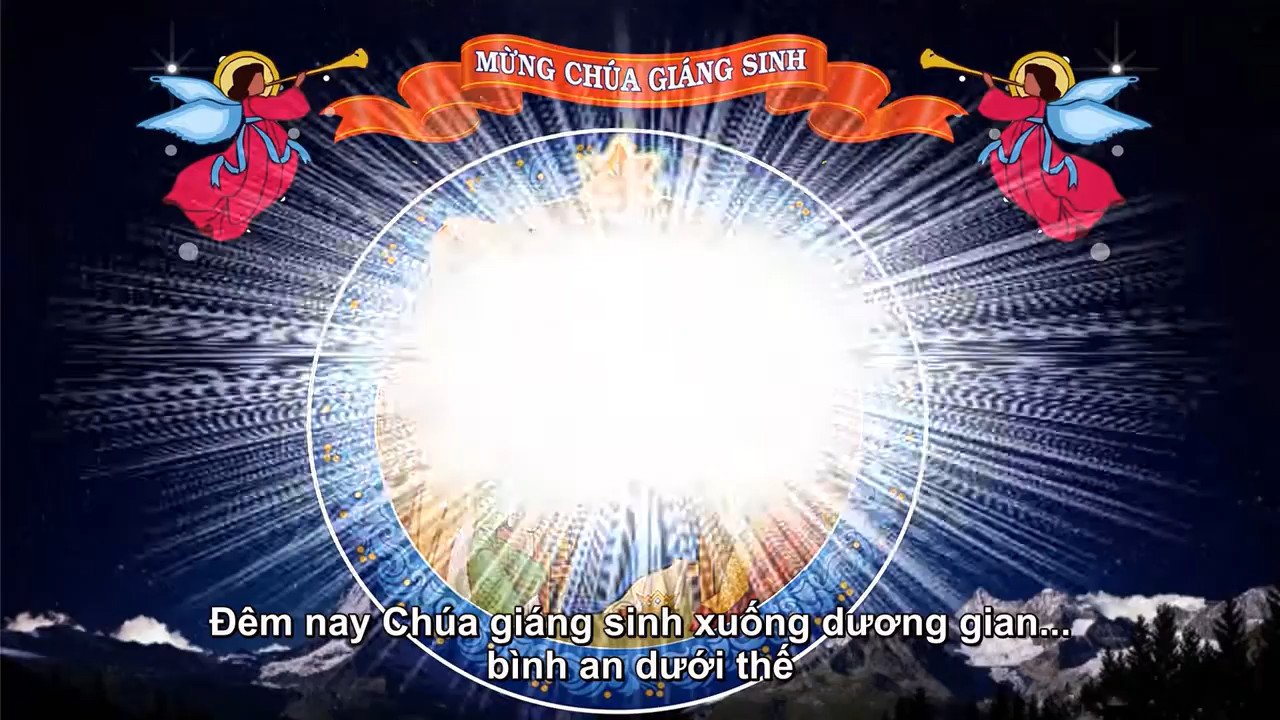 MỪNG CHÚA GIÁNG SINH
Đêm nay Chúa giáng sinh xuống dương gian...
bình an dưới thế